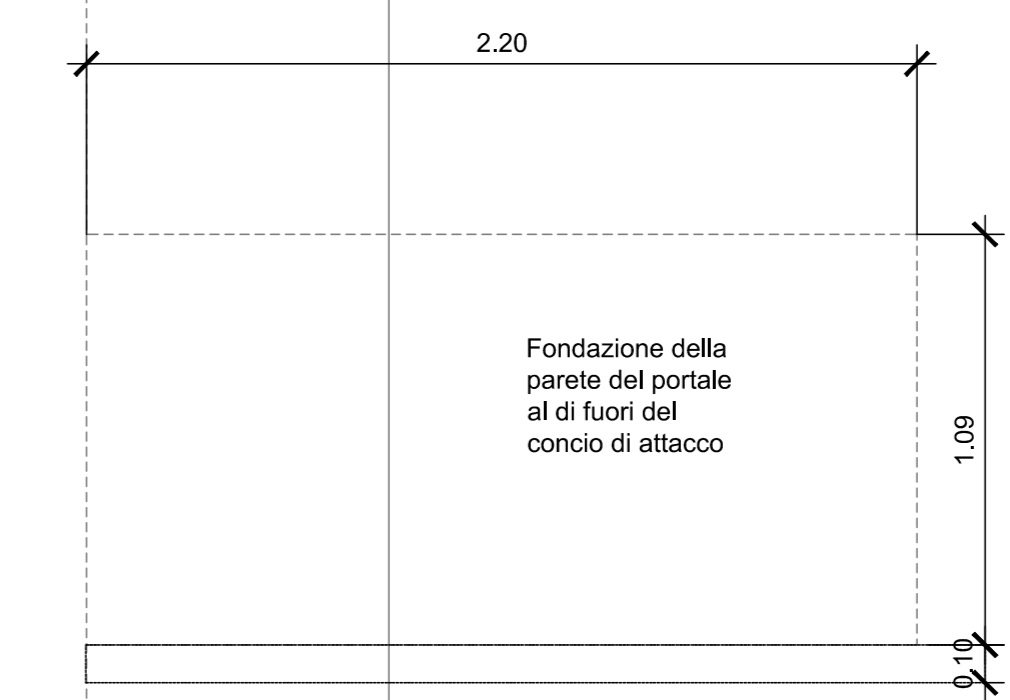 2.20
Fondazione della
parete del portale
al di fuori del
concio di attacco
1.09
0.10